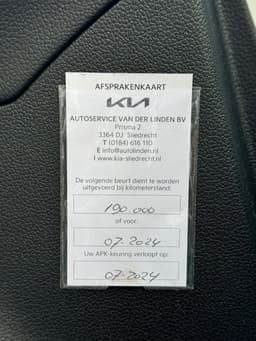 AFSPRAKENKAART
KIA
AUTOSERVICE VAN DER LINDEN BV
Prisma 2
3364 DJ Sliedrecht
T (0184) 616 110
E info@autolinden.nl
I www.kia-sliedrecht.nl
De volgende beurt dient te worden
uitgevoerd bij kilometerstand:
190.000
of voor:
07-2024
Uw APK-keuring verloopt op:
07-2024